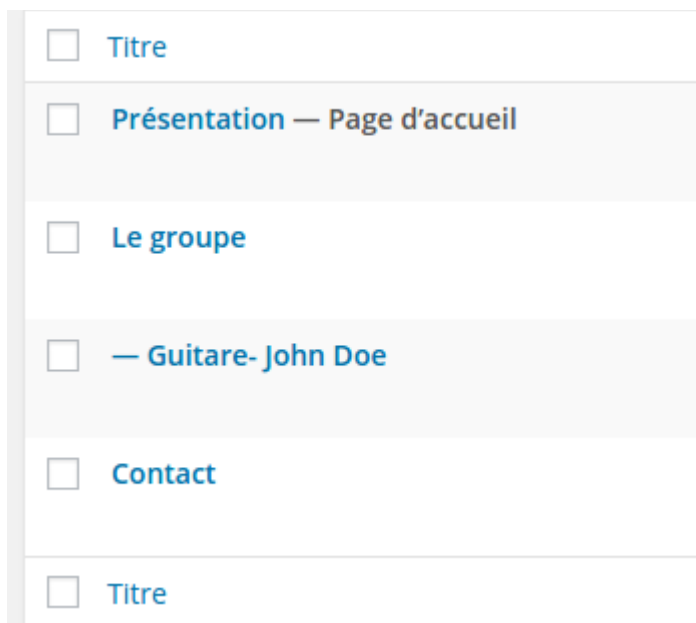 Titre
Présentation — Page d’accueil
Le groupe
— Guitare- John Doe
Contact
Titre